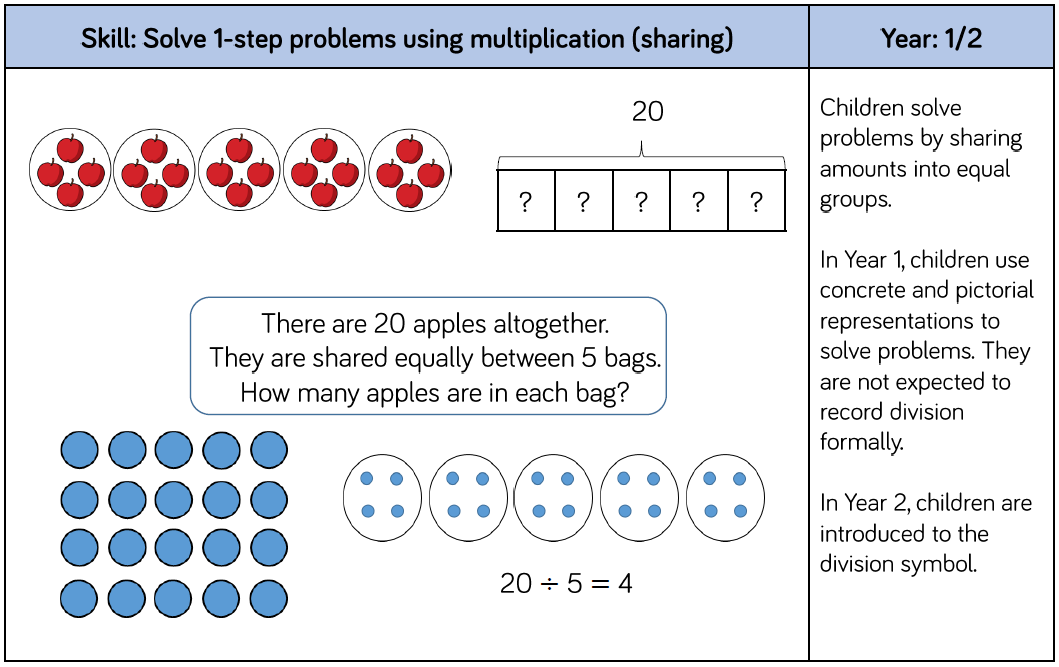 Skill: Solve 1-step problems using multiplication (sharing)
Year: 1/2
20
? ? ? ? ?
There are 20 apples altogether.
They are shared equally between 5 bags.
How many apples are in each bag?
20 ÷ 5 = 4
Children solve
problems by sharing
amounts into equal
groups.
In Year 1, children use
concrete and pictorial
representations to
solve problems. They
are not expected to
record division
formally.
In Year 2, children are
introduced to the
division symbol.